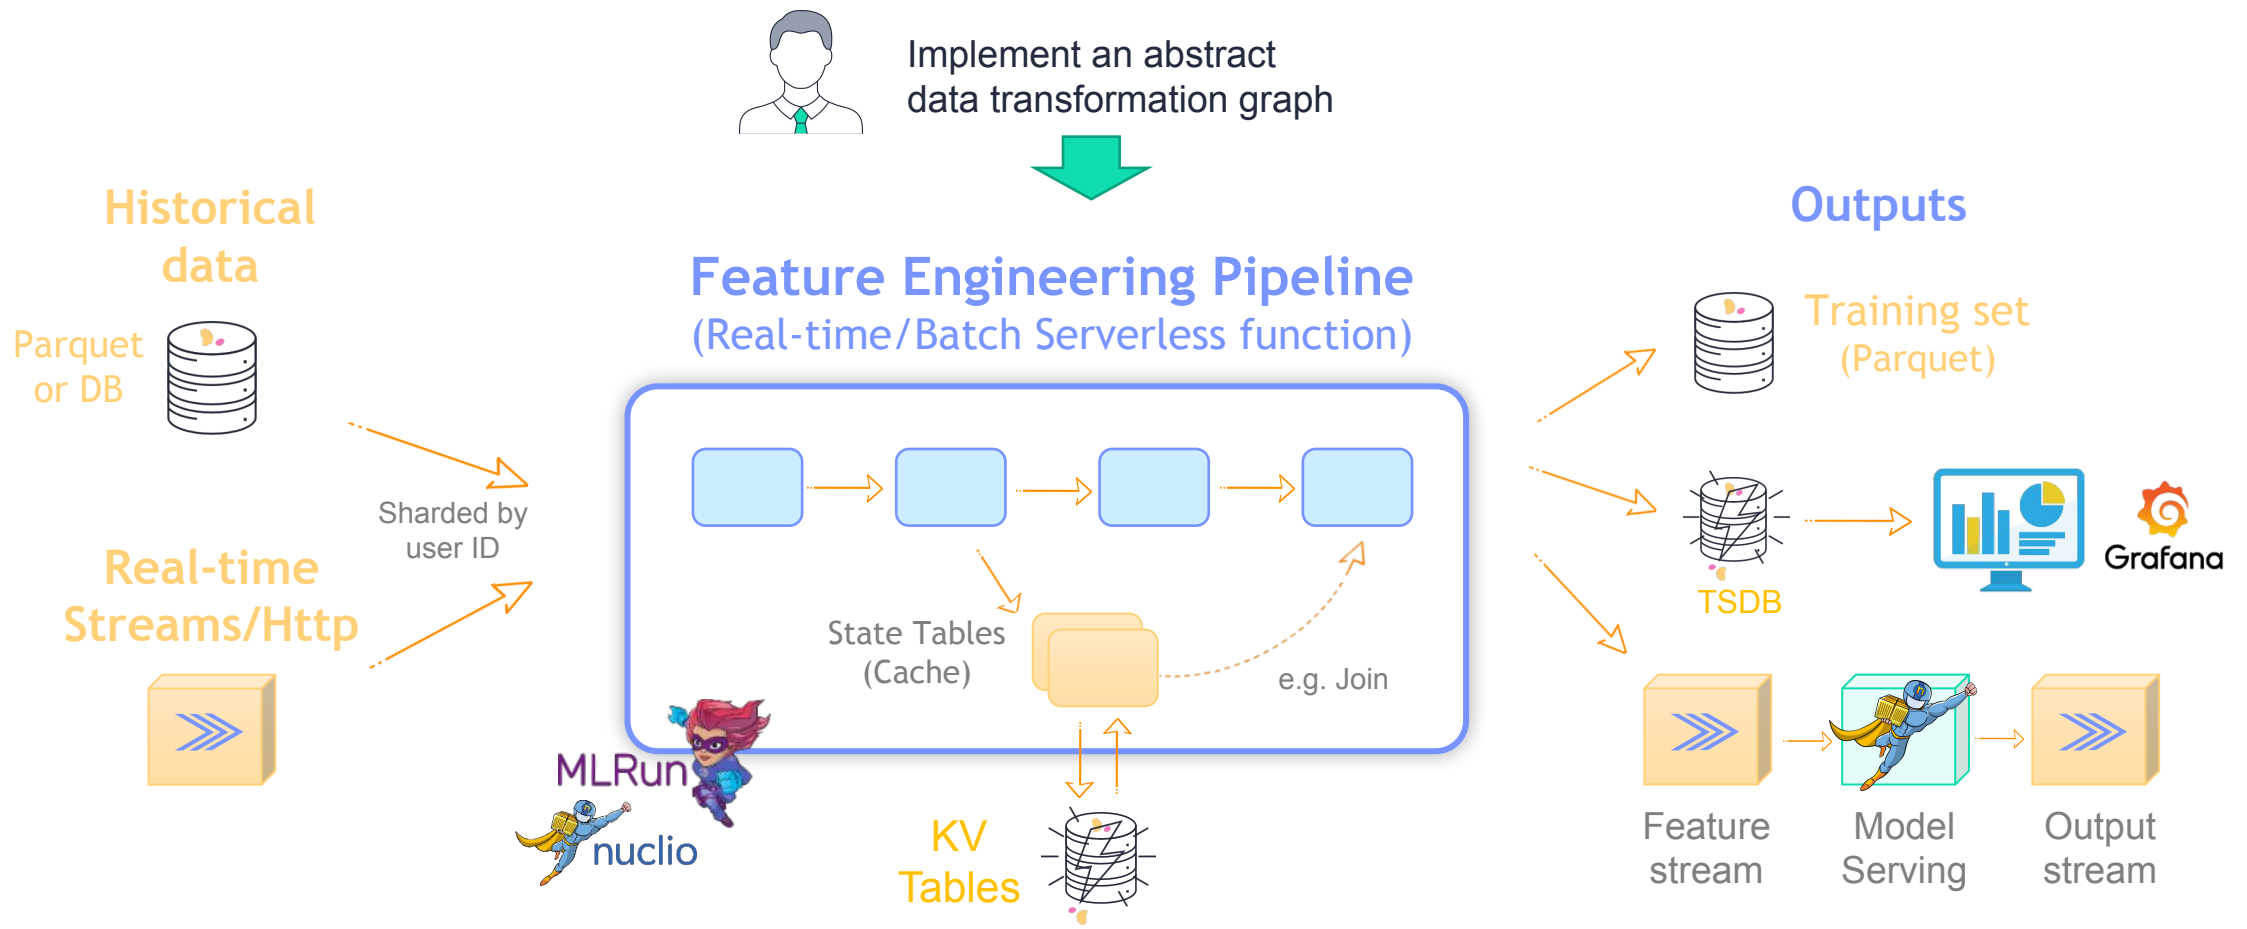 Implement an abstract
data transformation graph
Historical
data
Parquet
or DB
Sharded by
user ID
Real-time
Streams/Http
Feature Engineering Pipeline
(Real-time/Batch Serverless function)
State Tables
(Cache)
e.g. Join
MLRun
nuclio
KV
Tables
Outputs
Training set
(Parquet)
TSDB
Grafana
Feature
stream
Model
Serving
Output
stream